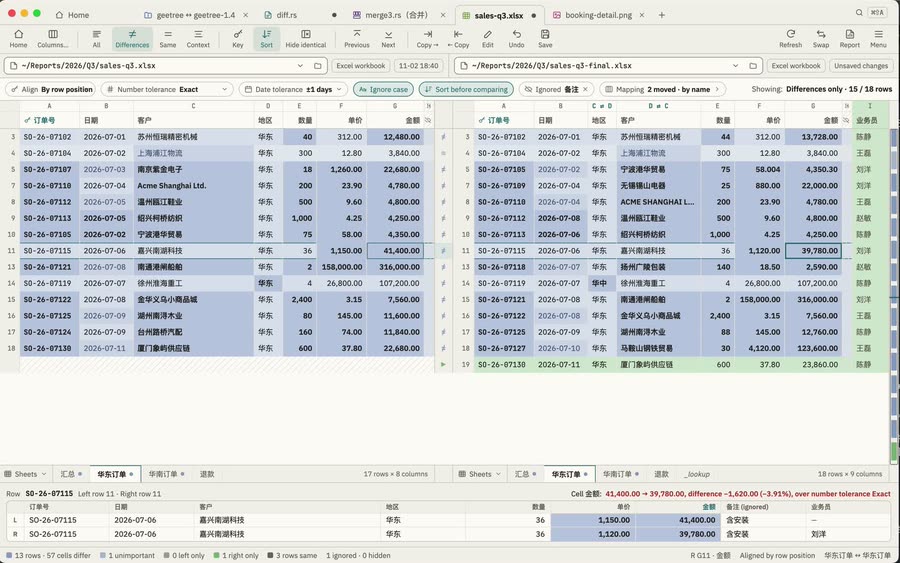 Home geetree ↔ geetree-1.4 × diff.rs merge3.rs（合并） × sales-q3.xlsx booking-detail.png × +
Home Columns... All Differences Same Context Key Sort Hide identical Previous Next Copy→ ←Copy Edit Undo Save Refresh Swap Report Menu
~/Reports/2026/Q3/sales-q3.xlsx Excel workbook 11-02 18:40 ~/Reports/2026/Q3/sales-q3-final.xlsx Excel workbook Unsaved changes
Align By row position Number tolerance Exact Date tolerance ±1 days Ignore case Sort before comparing Ignored 备注 × Mapping 2 moved · by name Showing: Differences only · 15 / 18 rows
A B C D E F G H A B C ⇄ D D ⇄ C E F G H I
订单号 日期 客户 地区 数量 单价 金额 订单号 日期 地区 客户 数量 单价 金额 业务员
3 SO-26-07102 2026-07-01 苏州恒瑞精密机械 华东 40 312.00 12,480.00 ≠ 3 SO-26-07102 2026-07-01 华东 苏州恒瑞精密机械 44 312.00 13,728.00 陈静
4 SO-26-07104 2026-07-02 上海浦江物流 华东 300 12.80 3,840.00 ≈ 4 SO-26-07104 2026-07-02 华东 上海浦江物流 300 12.80 3,840.00 王磊
5 SO-26-07107 2026-07-03 南京紫金电子 华东 18 1,260.00 22,680.00 ≠ 5 SO-26-07105 2026-07-02 华东 宁波港华贸易 75 58.004 4,350.30 刘洋
7 SO-26-07110 2026-07-04 Acme Shanghai Ltd. 华东 200 23.90 4,780.00 ≠ 7 SO-26-07109 2026-07-04 华东 无锡锡山电器 25 880.00 22,000.00 刘洋
8 SO-26-07112 2026-07-05 温州瓯江鞋业 华东 500 9.60 4,800.00 ≠ 8 SO-26-07110 2026-07-04 华东 ACME SHANGHAI L... 200 23.90 4,780.00 王磊
9 SO-26-07113 2026-07-05 绍兴柯桥纺织 华东 1,000 4.25 4,250.00 ≠ 9 SO-26-07112 2026-07-08 华东 温州瓯江鞋业 500 9.60 4,800.00 赵敏
10 SO-26-07105 2026-07-02 宁波港华贸易 华东 75 58.00 4,350.00 ≠ 10 SO-26-07113 2026-07-06 华东 绍兴柯桥纺织 1,000 4.25 4,250.00 陈静
11 SO-26-07115 2026-07-06 嘉兴南湖科技 华东 36 1,150.00 41,400.00 ≠ 11 SO-26-07115 2026-07-06 华东 嘉兴南湖科技 36 1,120.00 39,780.00 刘洋
13 SO-26-07121 2026-07-08 南通港闸船舶 华东 2 158,000.00 316,000.00 ≠ 13 SO-26-07118 2026-07-07 华东 扬州广陵包装 140 18.50 2,590.00 赵敏
14 SO-26-07119 2026-07-07 徐州淮海重工 华东 4 26,800.00 107,200.00 ≠ 14 SO-26-07119 2026-07-07 华中 徐州淮海重工 4 26,800.00 107,200.00 陈静
15 SO-26-07122 2026-07-08 金华义乌小商品城 华东 2,400 3.15 7,560.00 ≠ 15 SO-26-07121 2026-07-08 华东 南通港闸船舶 2 158,000.00 316,000.00 刘洋
16 SO-26-07125 2026-07-09 湖州南浔木业 华东 80 145.00 11,600.00 ≠ 16 SO-26-07122 2026-07-08 华东 金华义乌小商品城 2,400 3.15 7,560.00 王磊
17 SO-26-07124 2026-07-09 台州路桥汽配 华东 160 74.00 11,840.00 ≠ 17 SO-26-07125 2026-07-09 华东 湖州南浔木业 88 145.00 12,760.00 陈静
18 SO-26-07130 2026-07-11 厦门象屿供应链 华东 600 37.80 22,680.00 ≠ 18 SO-26-07127 2026-07-10 华东 马鞍山钢铁贸易 30 4,120.00 123,600.00 王磊
19 SO-26-07130 2026-07-11 华东 厦门象屿供应链 600 37.80 23,860.00 陈静
Sheets 汇总 华东订单 华南订单 退款 17 rows × 8 columns Sheets 汇总 华东订单 华南订单 退款 _lookup 18 rows × 9 columns
Row SO-26-07115 Left row 11 · Right row 11 Cell 金额: 41,400.00 → 39,780.00, difference −1,620.00 (−3.91%), over number tolerance Exact
订单号 日期 客户 地区 数量 单价 金额 备注 (ignored) 业务员
L SO-26-07115 2026-07-06 嘉兴南湖科技 华东 36 1,150.00 41,400.00 含安装 —
R SO-26-07115 2026-07-06 嘉兴南湖科技 华东 36 1,120.00 39,780.00 含安装 刘洋
13 rows · 57 cells differ 1 unimportant 0 left only 1 right only 3 rows same 1 ignored · 0 hidden R G11 · 金额 Aligned by row position 华东订单 ↔ 华东订单